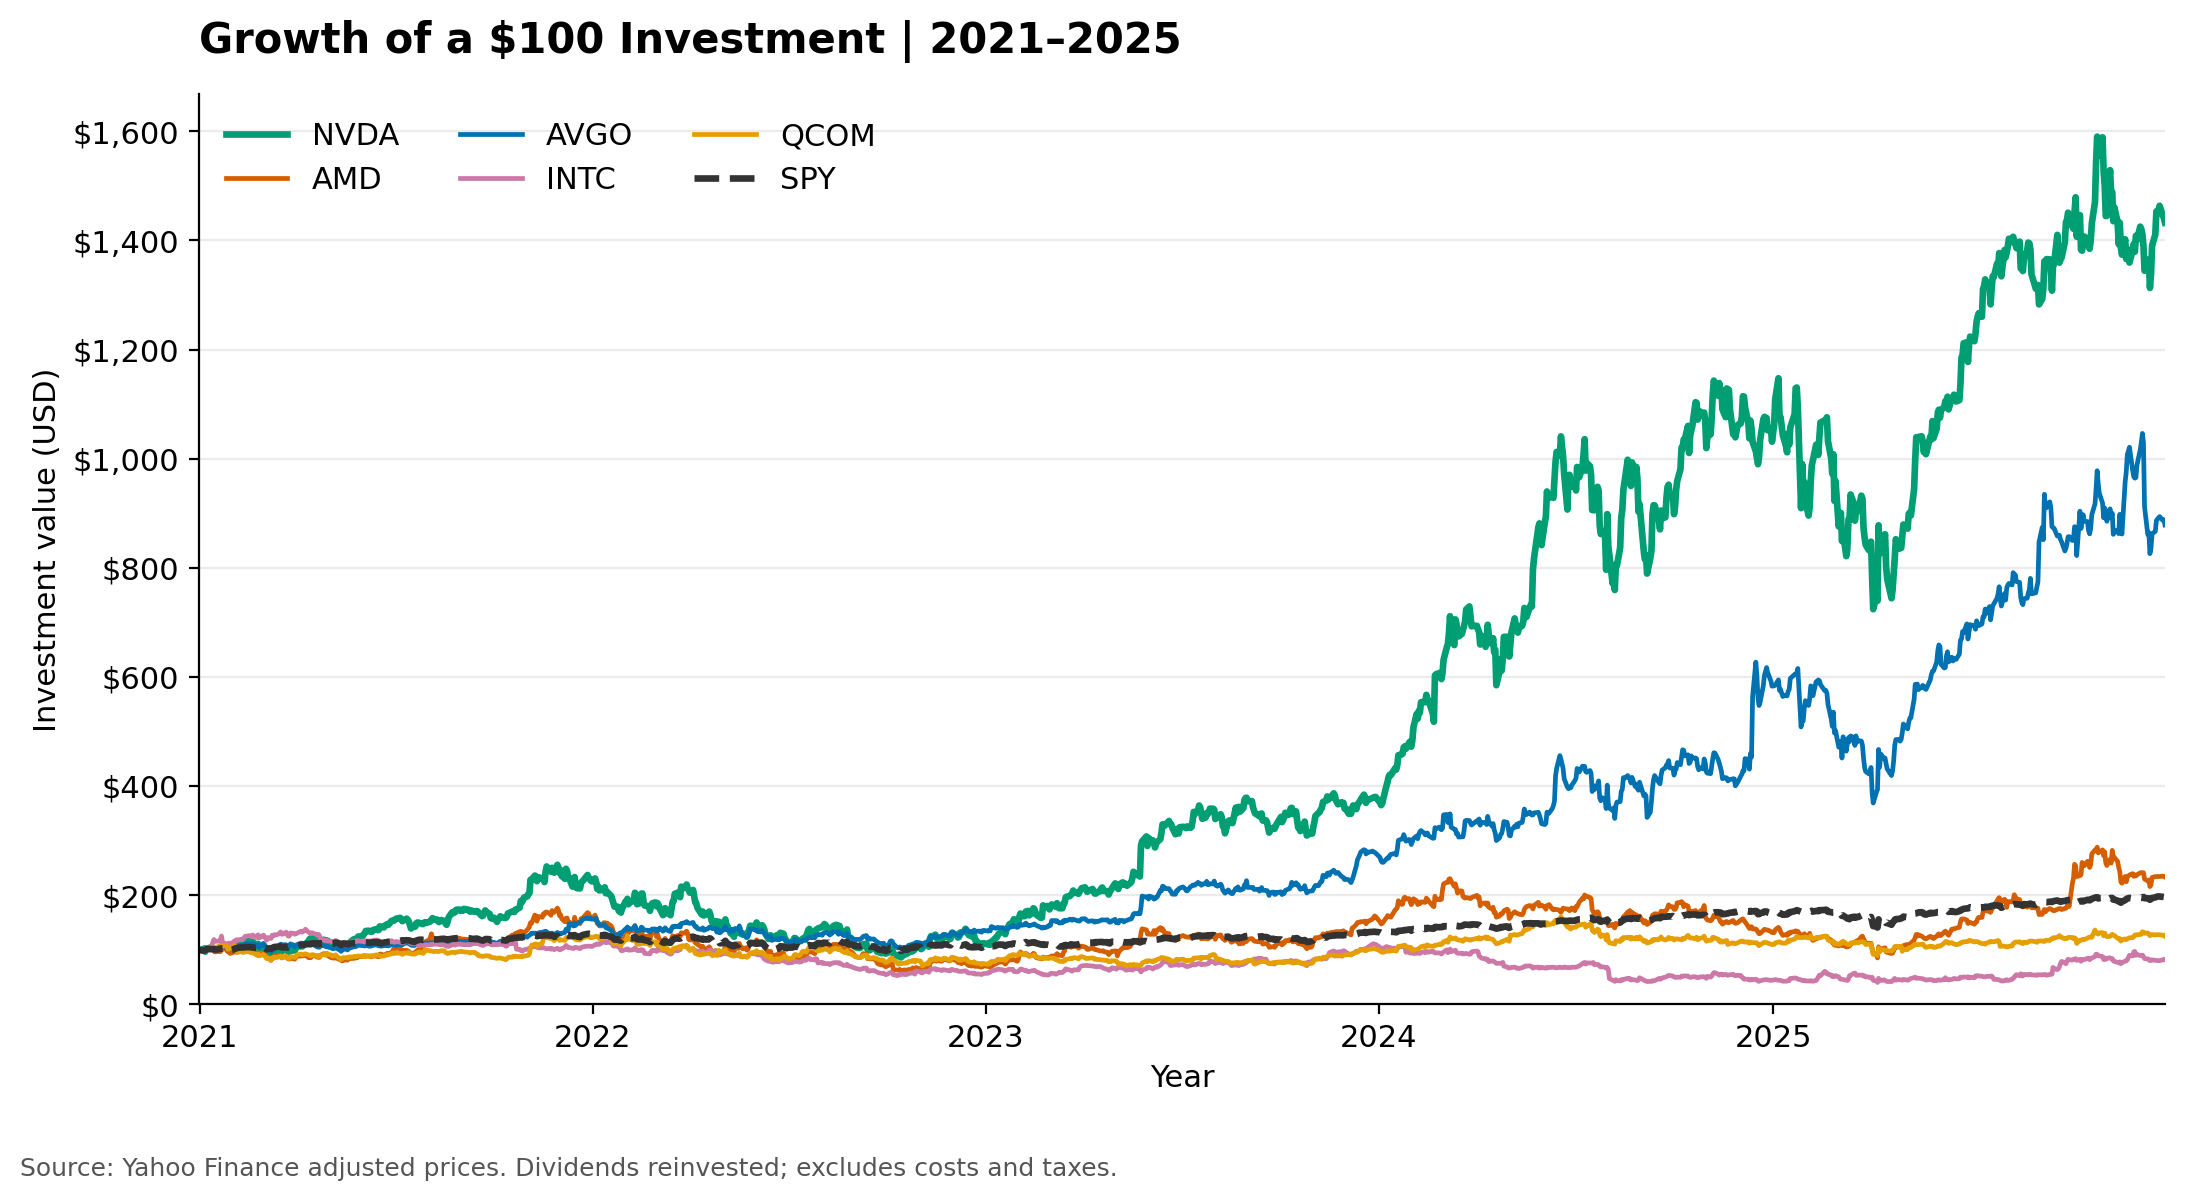 Growth of a $100 Investment | 2021–2025
NVDA AVGO QCOM
AMD INTC SPY
Investment value (USD)
$1,600
$1,400
$1,200
$1,000
$800
$600
$400
$200
$0
2021 2022 2023 2024 2025
Year
Source: Yahoo Finance adjusted prices. Dividends reinvested; excludes costs and taxes.